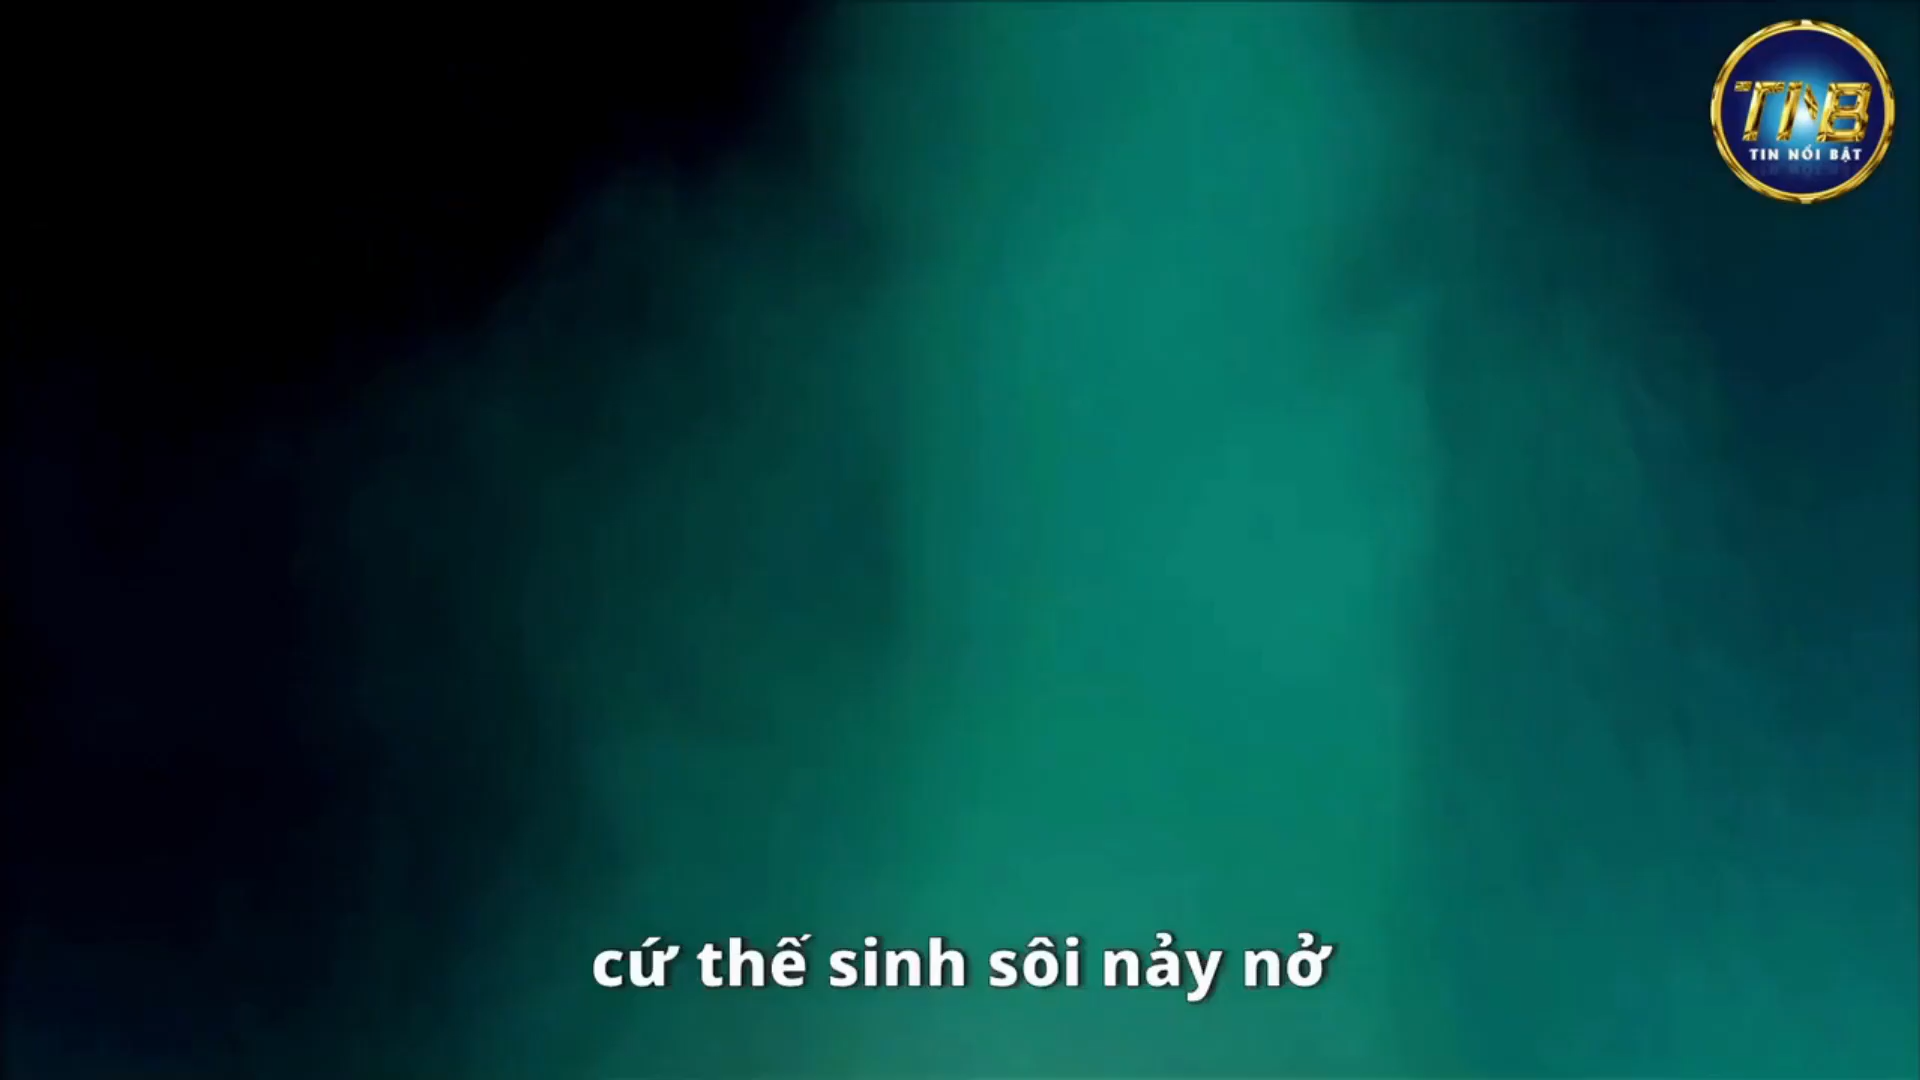 TNB
TIN NỔI BẬT
cứ thế sinh sôi nảy nở